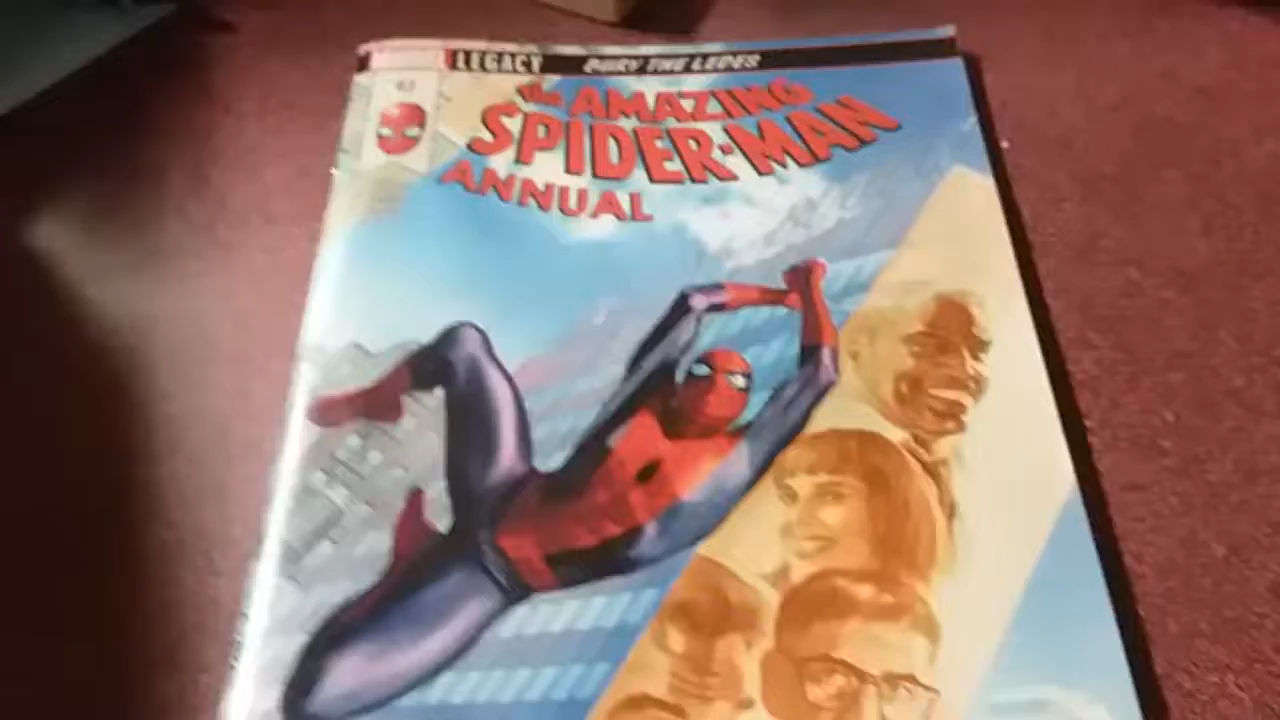 LEGACY BURY THE LEDES
The AMAZING
SPIDER-MAN
ANNUAL